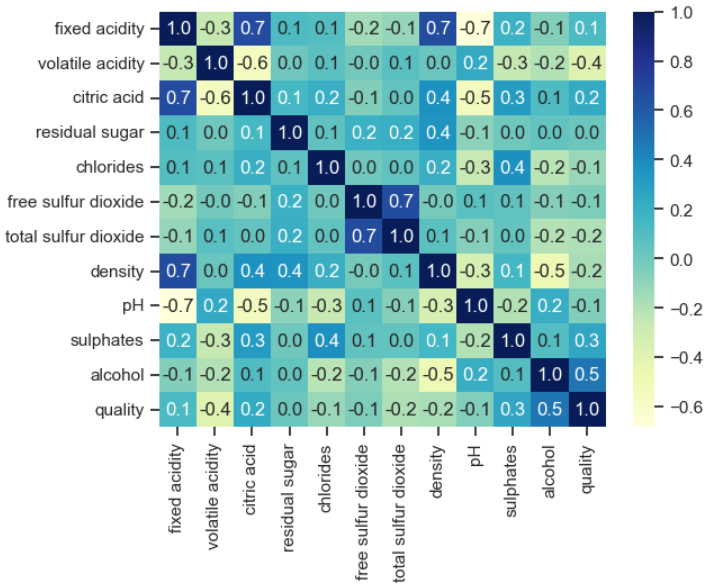 fixed acidity 1.0 -0.3 0.7 0.1 0.1 -0.2 -0.1 0.7 -0.7 0.2 -0.1 0.1
volatile acidity -0.3 1.0 -0.6 0.0 0.1 -0.0 0.1 0.0 0.2 -0.3 -0.2 -0.4
citric acid 0.7 -0.6 1.0 0.1 0.2 -0.1 0.0 0.4 -0.5 0.3 0.1 0.2
residual sugar 0.1 0.0 0.1 1.0 0.1 0.2 0.2 0.4 -0.1 0.0 0.0 0.0
chlorides 0.1 0.1 0.2 0.1 1.0 0.0 0.0 0.2 -0.3 0.4 -0.2 -0.1
free sulfur dioxide -0.2 -0.0 -0.1 0.2 0.0 1.0 0.7 -0.0 0.1 0.1 -0.1 -0.1
total sulfur dioxide -0.1 0.1 0.0 0.2 0.0 0.7 1.0 0.1 -0.1 0.0 -0.2 -0.2
density 0.7 0.0 0.4 0.4 0.2 -0.0 0.1 1.0 -0.3 0.1 -0.5 -0.2
pH -0.7 0.2 -0.5 -0.1 -0.3 0.1 -0.1 -0.3 1.0 -0.2 0.2 -0.1
sulphates 0.2 -0.3 0.3 0.0 0.4 0.1 0.0 0.1 -0.2 1.0 0.1 0.3
alcohol -0.1 -0.2 0.1 0.0 -0.2 -0.1 -0.2 -0.5 0.2 0.1 1.0 0.5
quality 0.1 -0.4 0.2 0.0 -0.1 -0.1 -0.2 -0.2 -0.1 0.3 0.5 1.0
fixed acidity
volatile acidity
citric acid
residual sugar
chlorides
free sulfur dioxide
total sulfur dioxide
density
pH
sulphates
alcohol
quality
1.0
0.8
0.6
0.4
0.2
0.0
−0.2
−0.4
−0.6